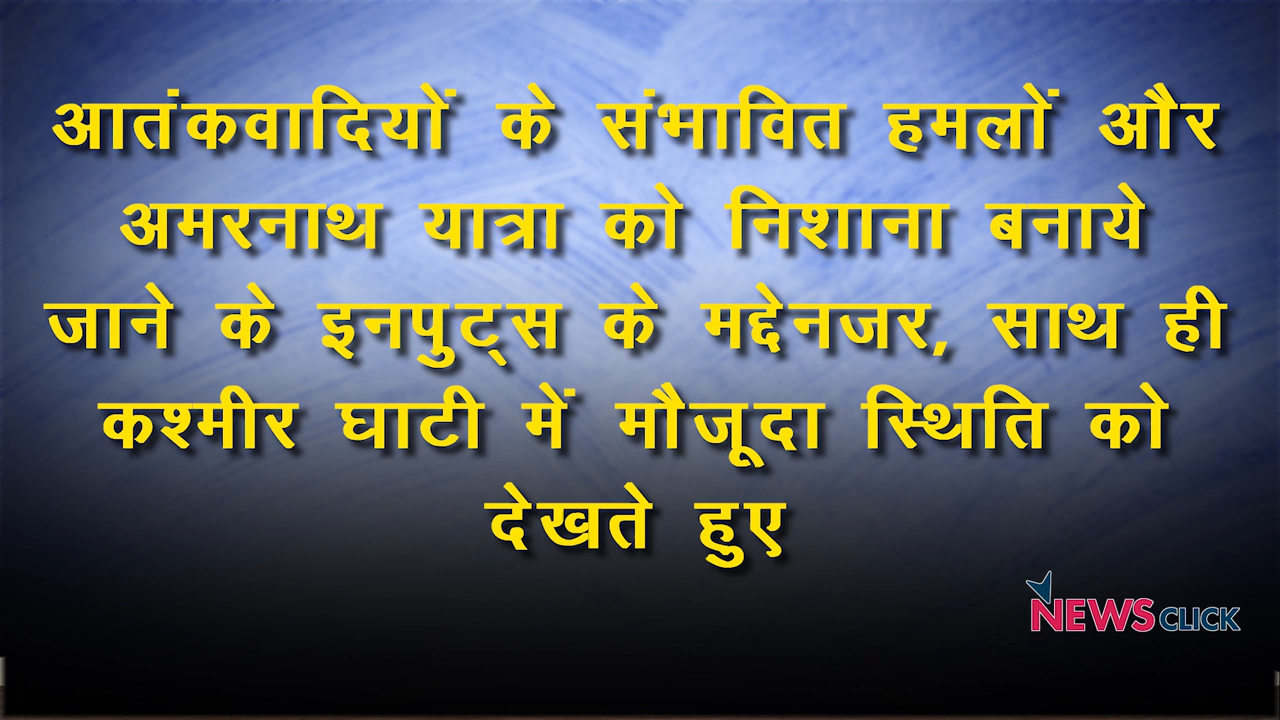 आतंकवादियों के संभावित हमलों और
अमरनाथ यात्रा को निशाना बनाये
जाने के इनपुट्स के मद्देनजर, साथ ही
कश्मीर घाटी में मौजूदा स्थिति को
देखते हुए
NEWSCLICK